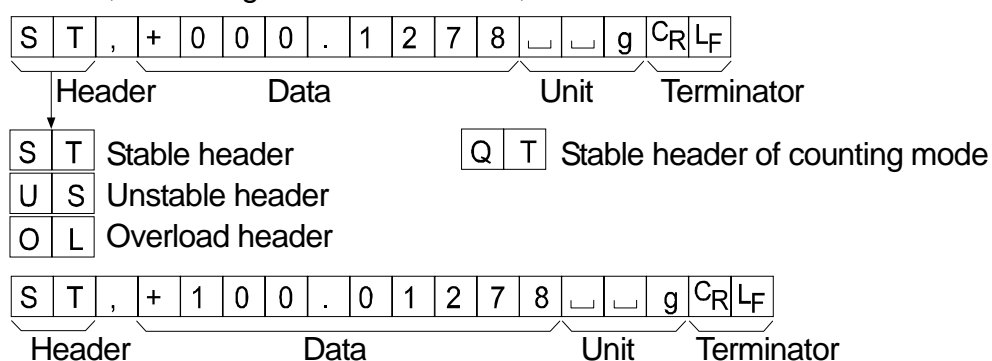 S T , + 0 0 0 . 1 2 7 8 ␣ ␣ g CR LF
Header Data Unit Terminator
S T Stable header Q T Stable header of counting mode
U S Unstable header
O L Overload header
S T , + 1 0 0 . 0 1 2 7 8 ␣ ␣ g CR LF
Header Data Unit Terminator